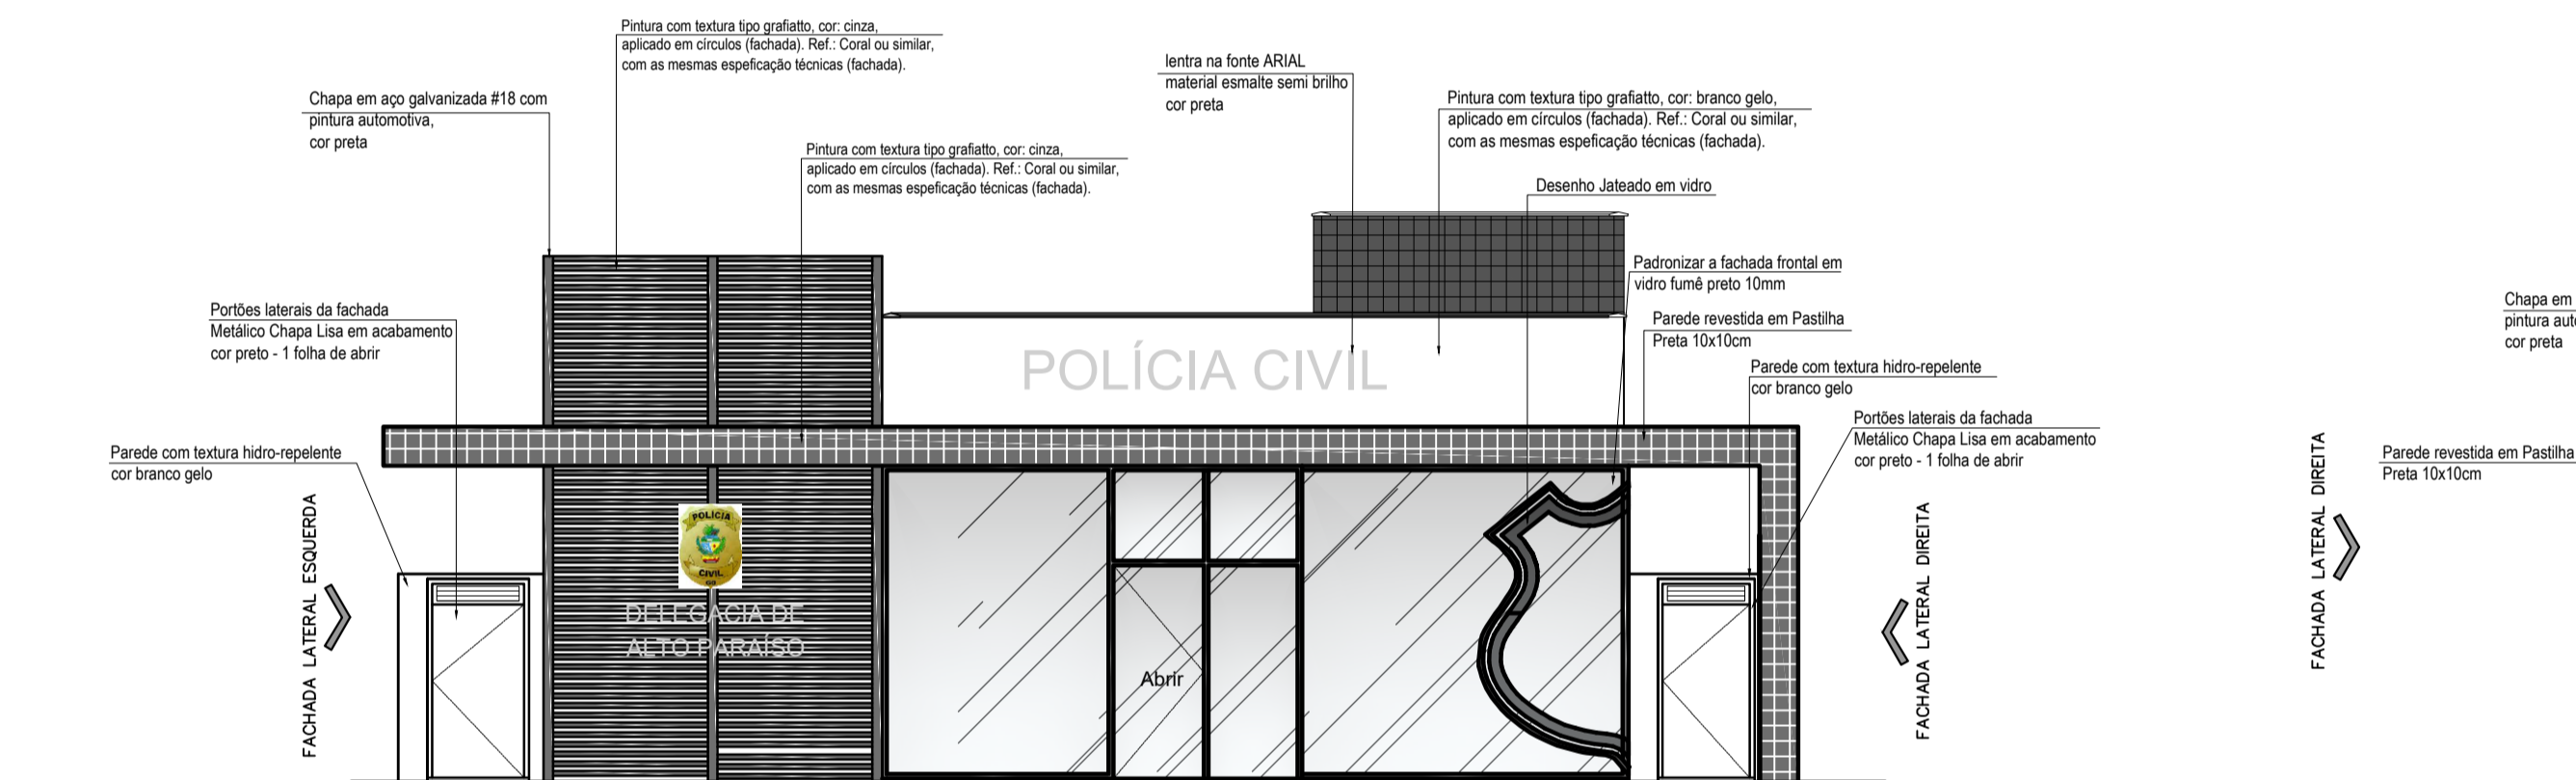 Pintura com textura tipo grafiatto, cor: cinza,
aplicado em círculos (fachada). Ref.: Coral ou similar,
com as mesmas espeficação técnicas (fachada).
Chapa em aço galvanizada #18 com
pintura automotiva,
cor preta
Pintura com textura tipo grafiatto, cor: cinza,
aplicado em círculos (fachada). Ref.: Coral ou similar,
com as mesmas espeficação técnicas (fachada).
lentra na fonte ARIAL
material esmalte semi brilho
cor preta
Pintura com textura tipo grafiatto, cor: branco gelo,
aplicado em círculos (fachada). Ref.: Coral ou similar,
com as mesmas espeficação técnicas (fachada).
Desenho Jateado em vidro
Padronizar a fachada frontal em
vidro fumê preto 10mm
Portões laterais da fachada
Metálico Chapa Lisa em acabamento
cor preto - 1 folha de abrir
Parede revestida em Pastilha
Preta 10x10cm
Parede com textura hidro-repelente
cor branco gelo
Portões laterais da fachada
Metálico Chapa Lisa em acabamento
cor preto - 1 folha de abrir
Parede com textura hidro-repelente
cor branco gelo
POLÍCIA CIVIL
POLÍCIA
CIVIL
GO
DELEGACIA DE
ALTO PARAÍSO
Abrir
FACHADA LATERAL ESQUERDA
FACHADA LATERAL DIREITA
FACHADA LATERAL DIREITA
Chapa em
pintura aut
cor preta
Parede revestida em Pastilha
Preta 10x10cm